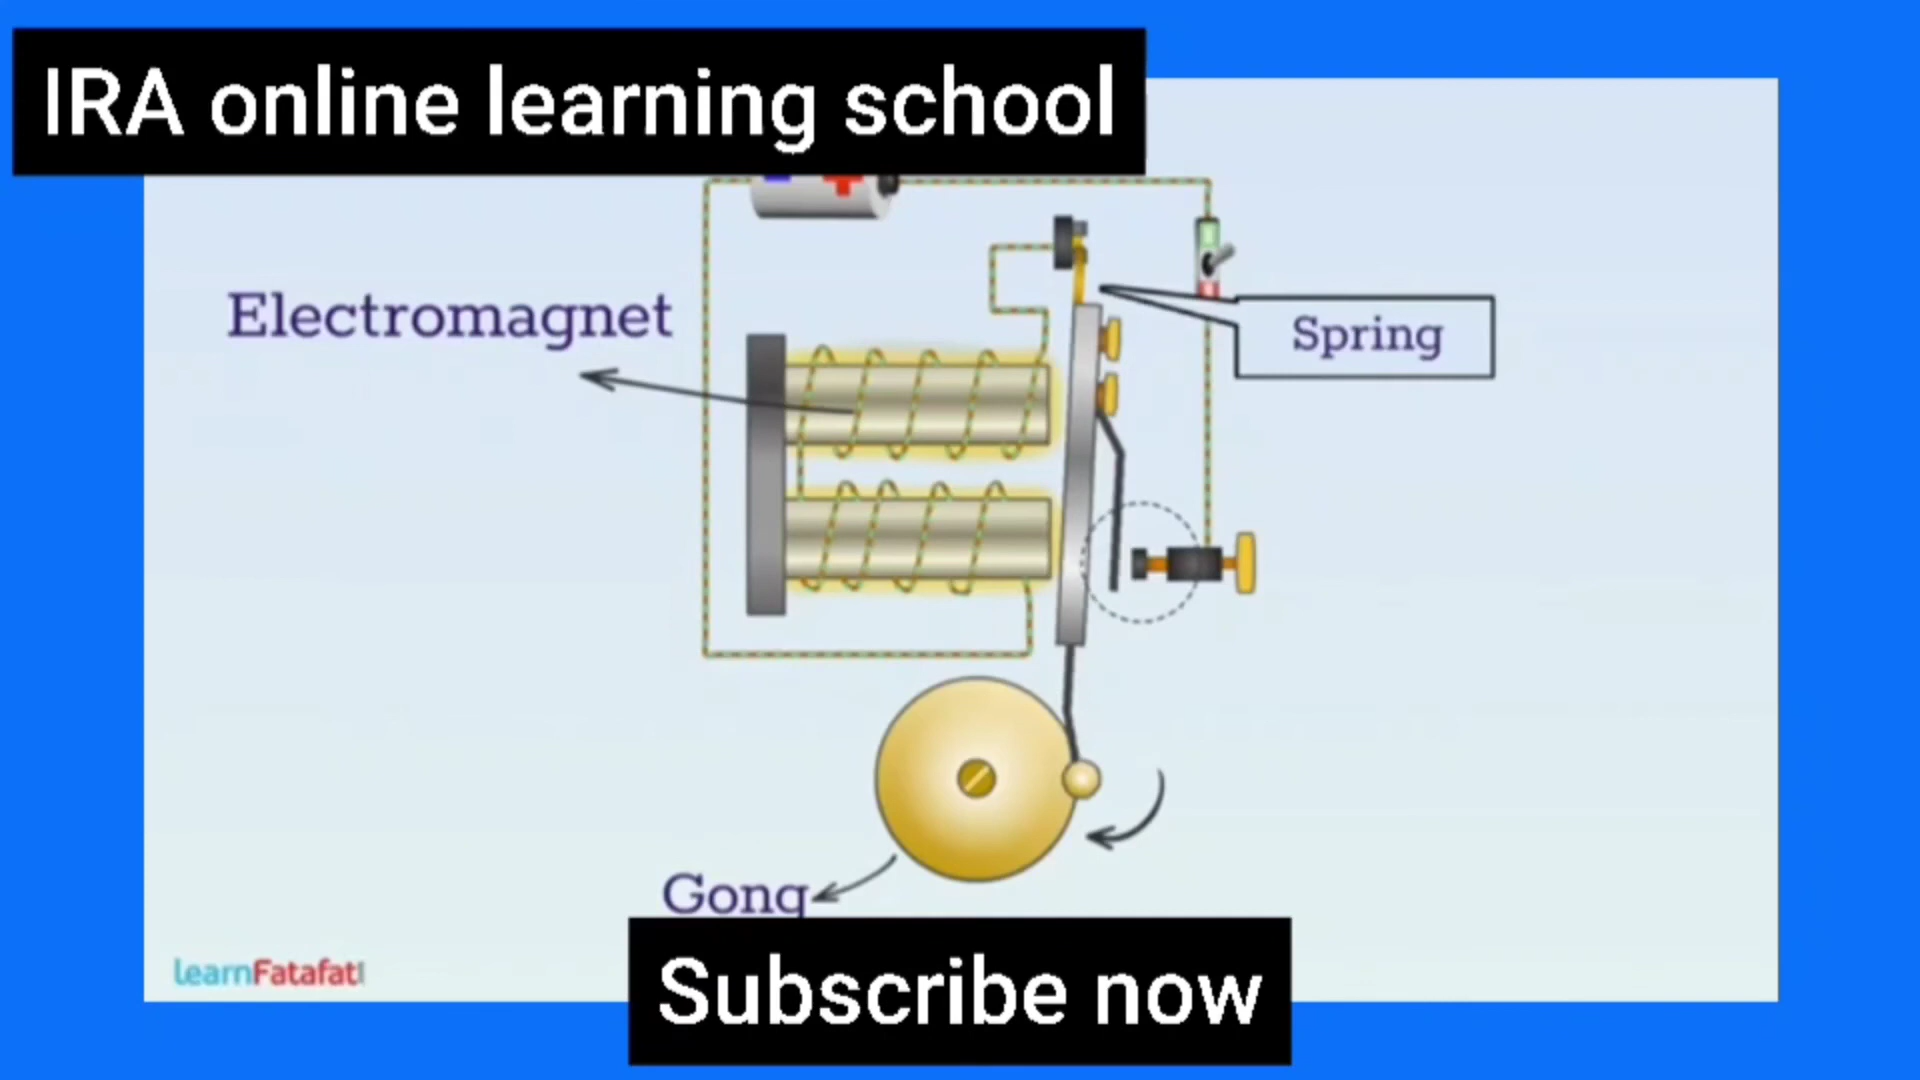 IRA online learning school
Electromagnet
Spring
Gong
learnFatafat
Subscribe now